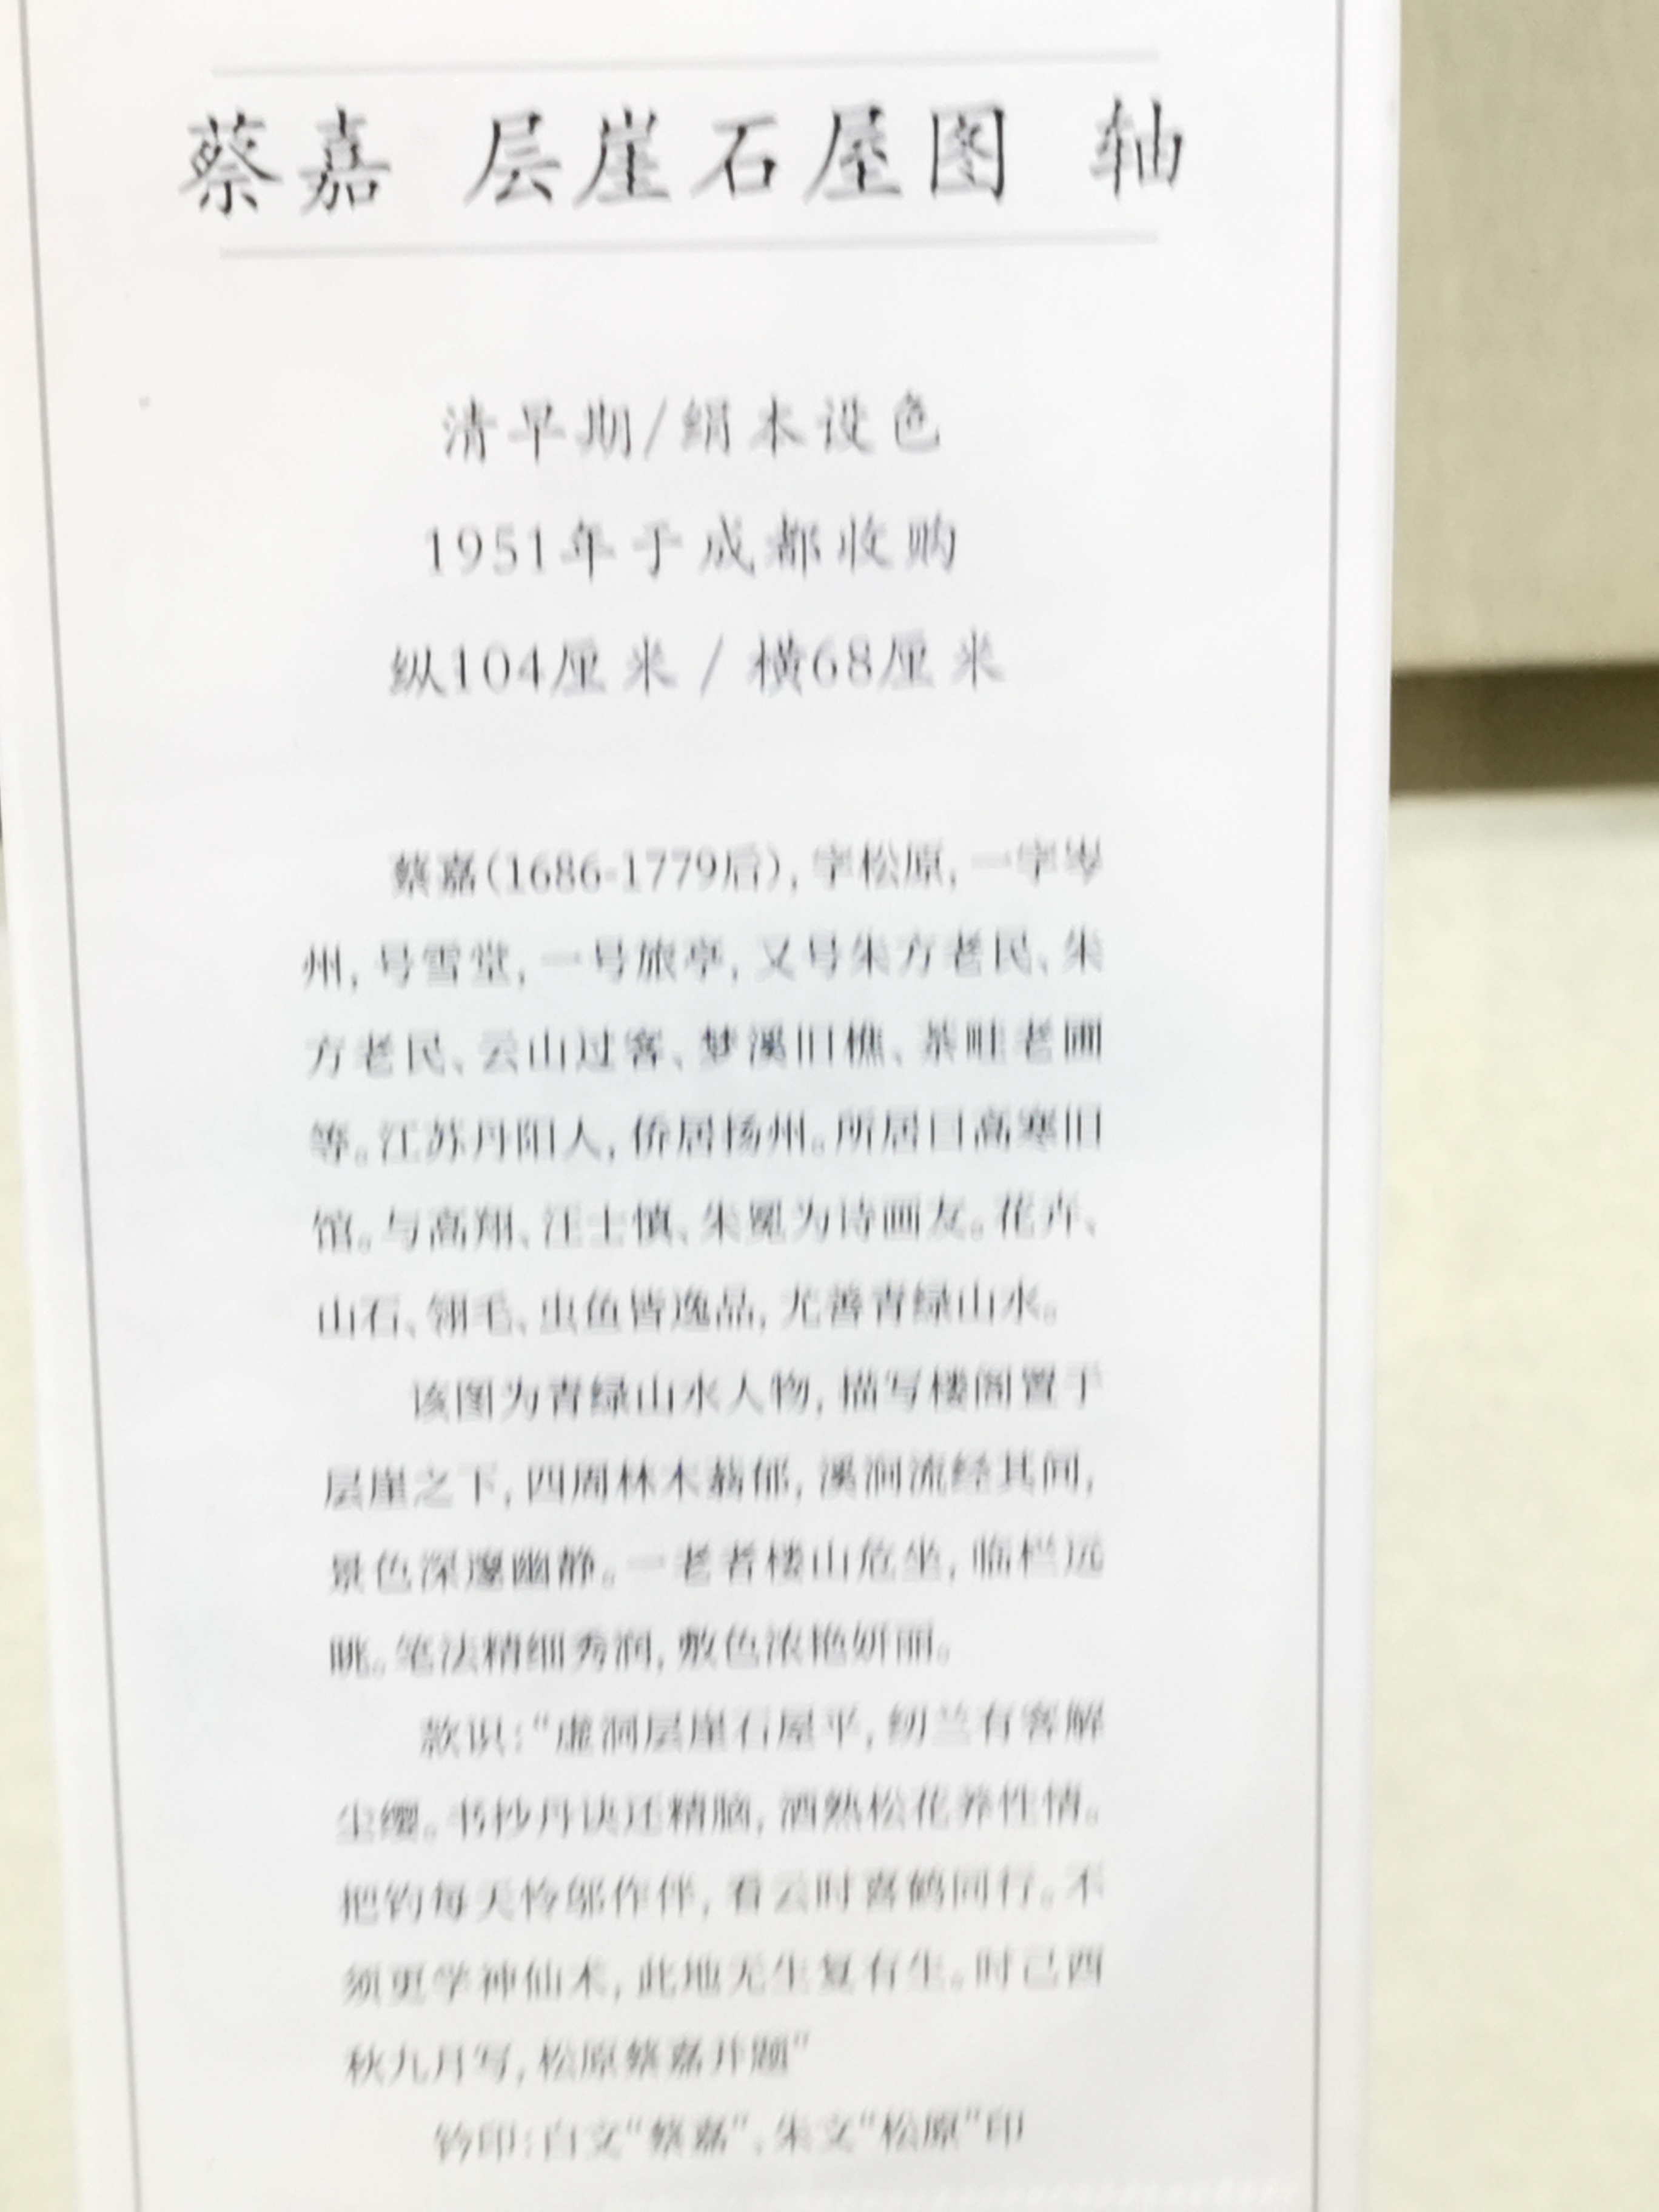 蔡嘉 层崖石屋图 轴
清早期/绢本设色
1951年于成都收购
纵104厘米/横68厘米
蔡嘉(1686-1779后),字松原,一字岑
州,号雪堂,一号旅亭,又号朱方老民、朱
方老民、云山过客、梦溪旧樵、茶畦老圃
等。江苏丹阳人,侨居扬州。所居曰高寒旧
馆。与高翔、汪士慎、朱冕为诗画友。花卉、
山石、翎毛、虫鱼皆逸品,尤善青绿山水。
该图为青绿山水人物,描写楼阁置于
层崖之下,四周林木蓊郁,溪涧流经其间,
景色深邃幽静。一老者楼山危坐,临栏远
眺。笔法精细秀润,敷色浓艳妍丽。
款识:“虚洞层崖石屋平,纫兰有客解
尘缨。书抄丹诀还精脑,酒熟松花养性情。
把钓每天怜邬作伴,看云时喜鹤同行。不
须更学神仙术,此地无生复有生。时己酉
秋九月写,松原蔡嘉并题”
钤印:白文“蔡嘉”、朱文“松原”印